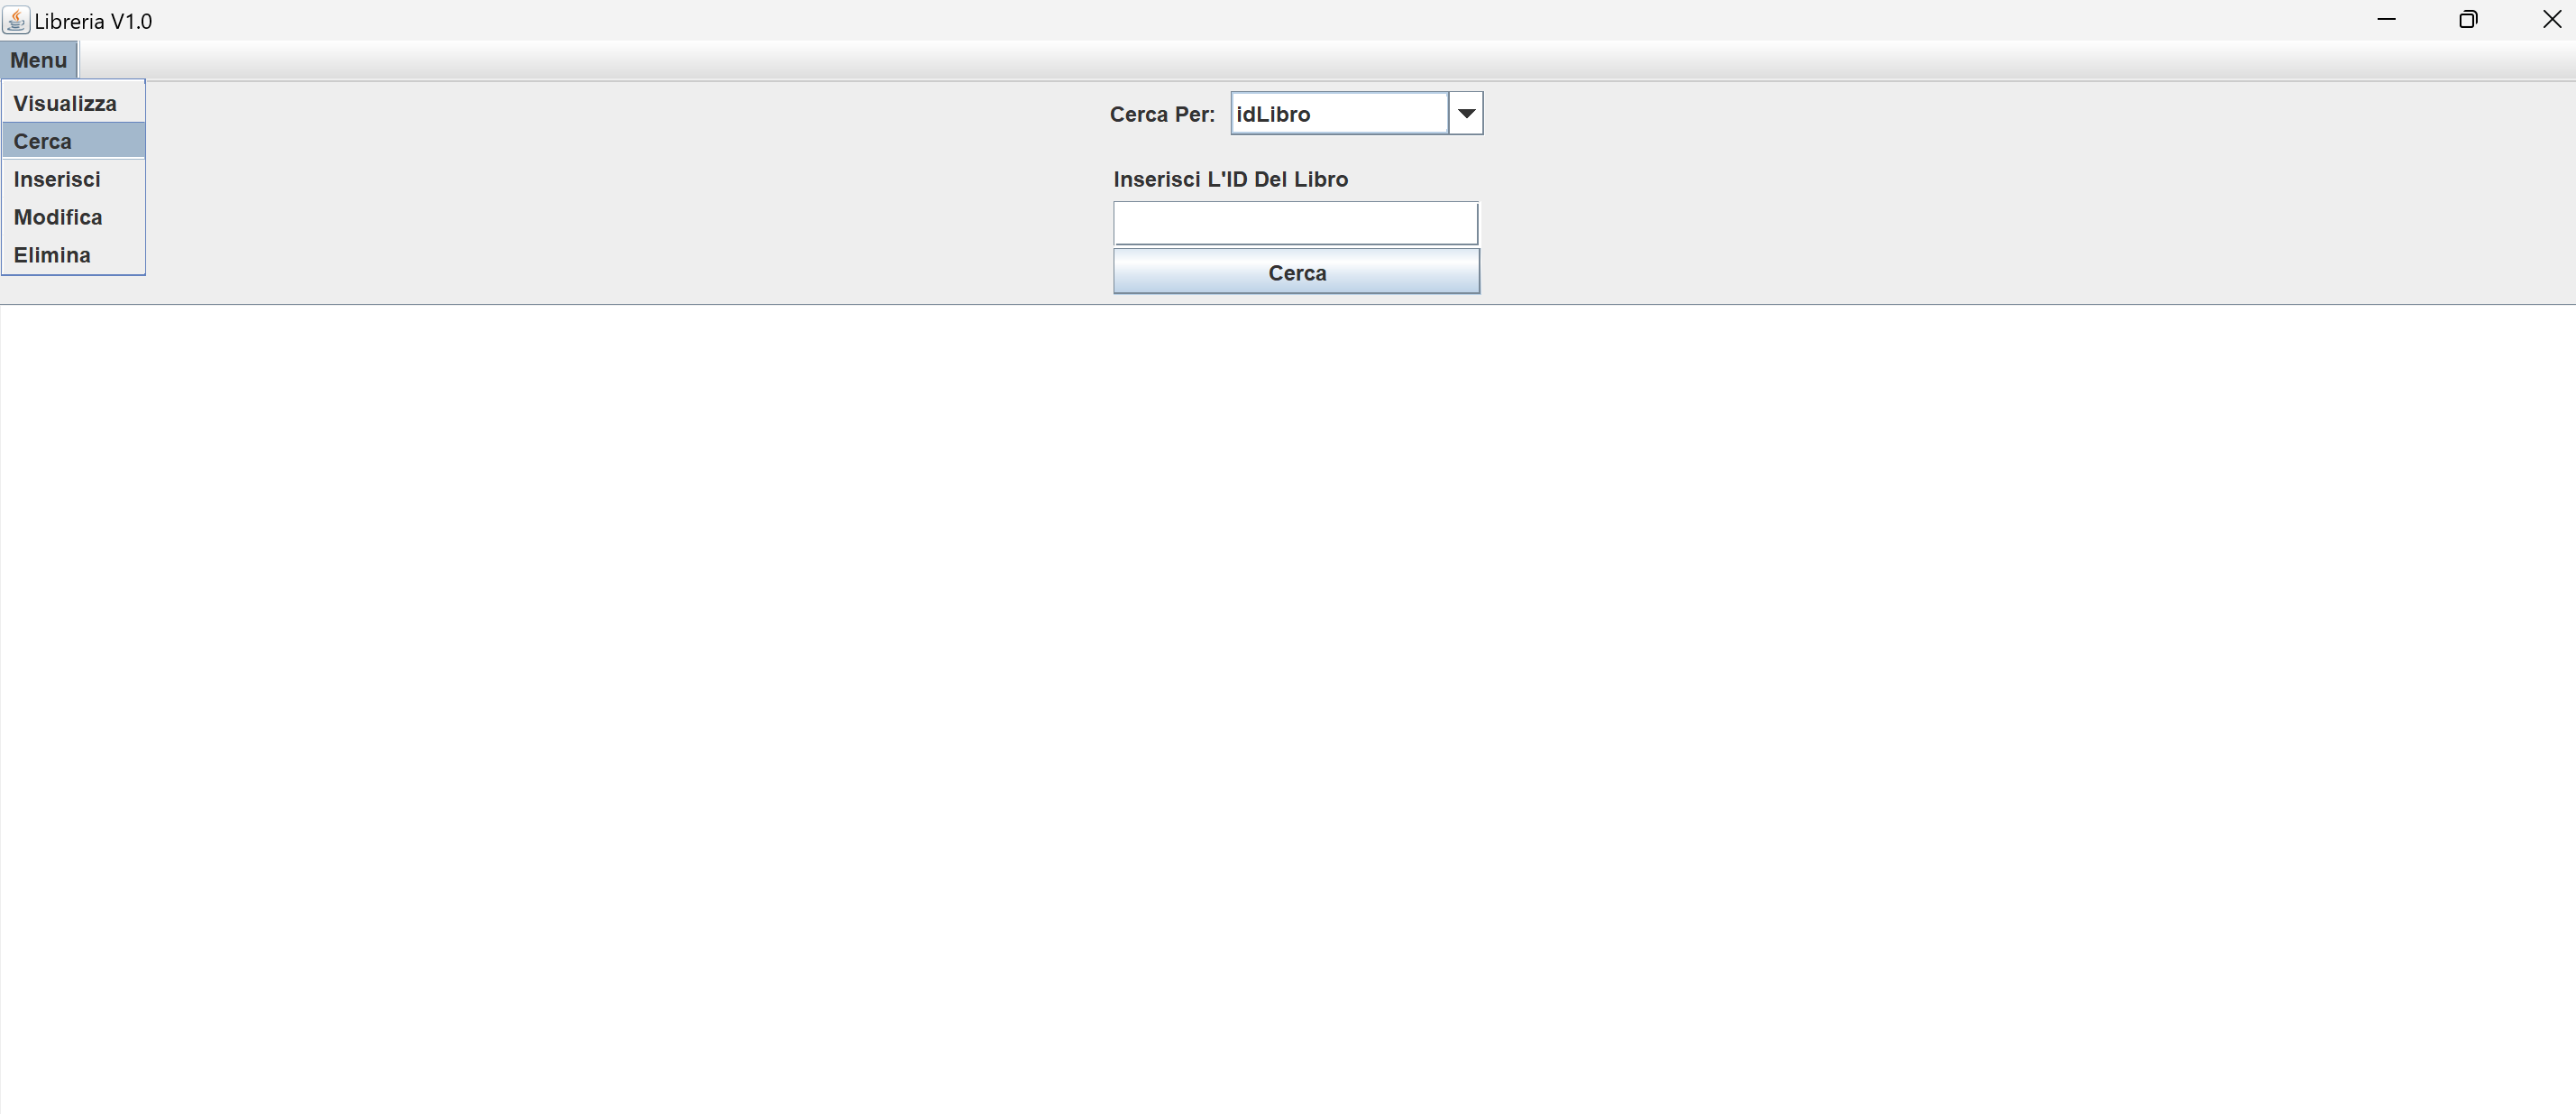 Libreria V1.0
Menu
Visualizza
Cerca
Inserisci
Modifica
Elimina
Cerca Per: idLibro
Inserisci L'ID Del Libro
Cerca